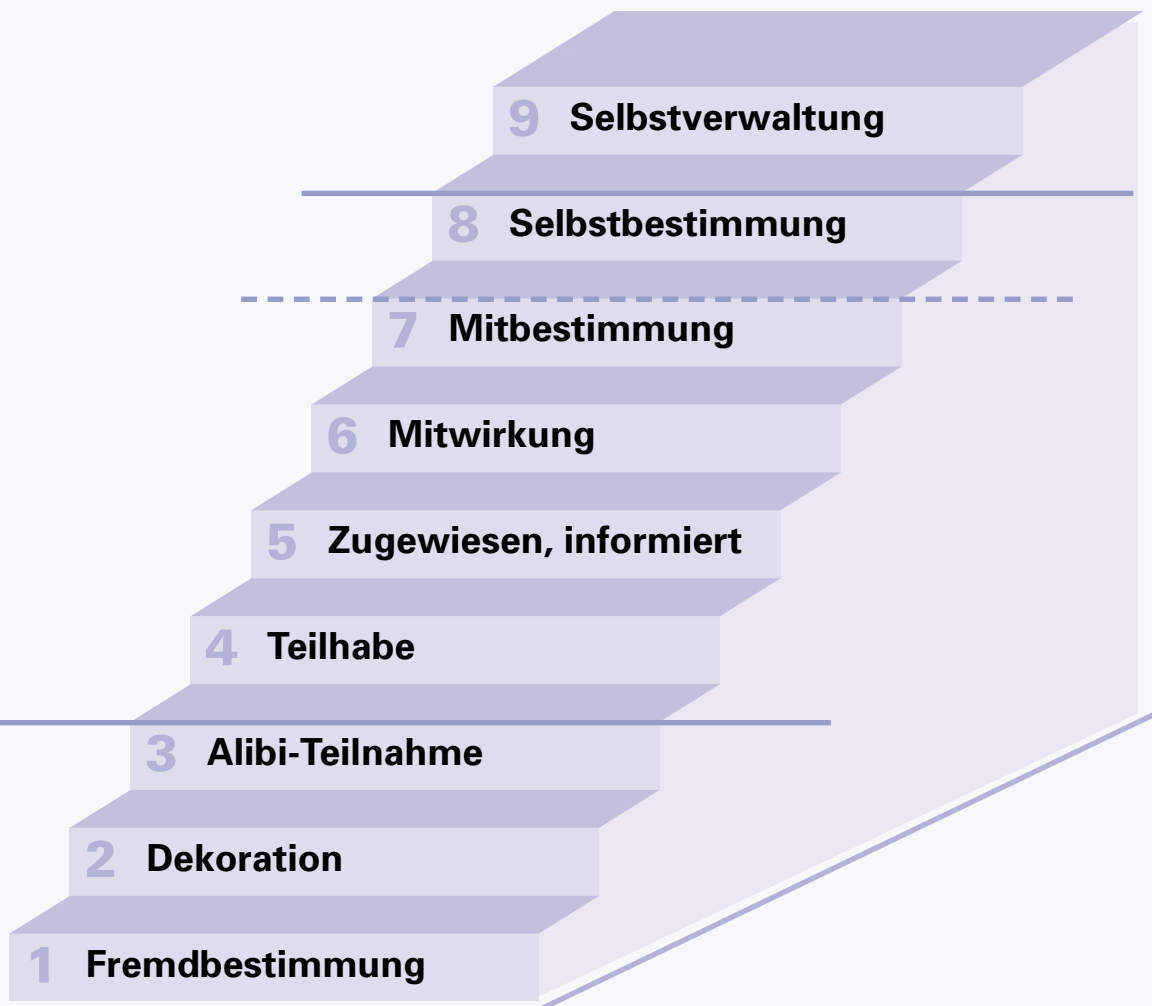 9 Selbstverwaltung
8 Selbstbestimmung
7 Mitbestimmung
6 Mitwirkung
5 Zugewiesen, informiert
4 Teilhabe
3 Alibi-Teilnahme
2 Dekoration
1 Fremdbestimmung